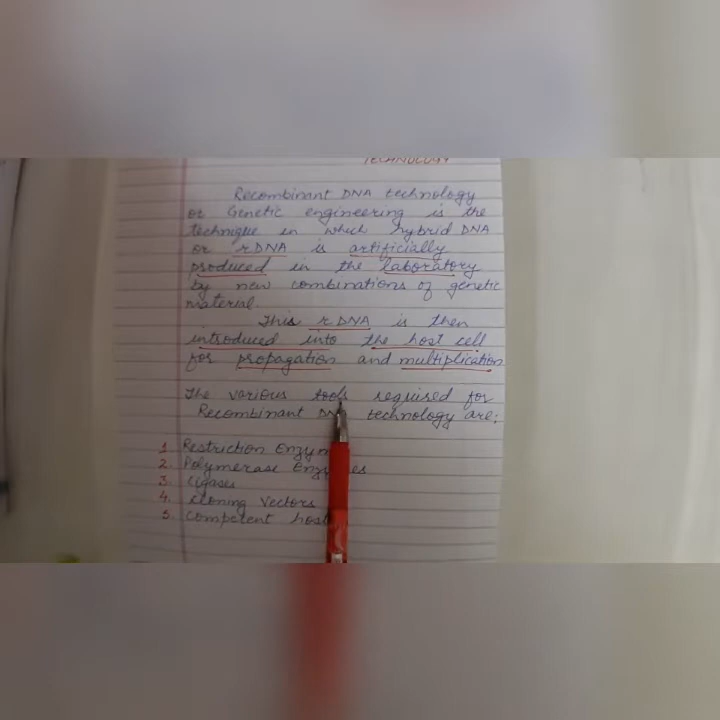 TECHNOLOGY
Recombinant DNA technology
or Genetic engineering is the
technique in which hybrid DNA
or rDNA is artificially
produced in the laboratory
by new combinations of genetic
material.
This rDNA is then
introduced into the host cell
for propagation and multiplication
The various tools required for
Recombinant DNA technology are:
1. Restriction Enzym
2. Polymerase Enzymes
3. Ligases
4. Cloning Vectors
5. Competent host